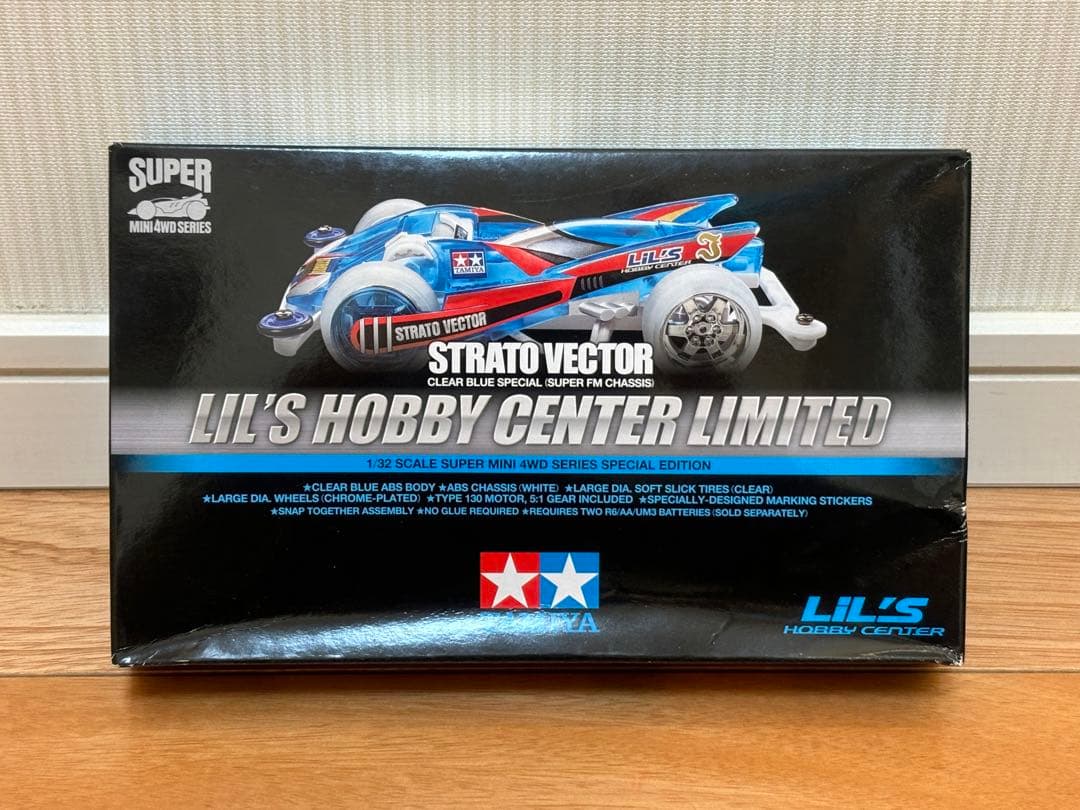 SUPER
MINI 4WD SERIES
TAMIYA
LiL'S J
HOBBY CENTER
STRATO VECTOR
STRATO VECTOR
CLEAR BLUE SPECIAL (SUPER FM CHASSIS)
LIL'S HOBBY CENTER LIMITED
1/32 SCALE SUPER MINI 4WD SERIES SPECIAL EDITION
★CLEAR BLUE ABS BODY ★ABS CHASSIS (WHITE) ★LARGE DIA. SOFT SLICK TIRES (CLEAR)
★LARGE DIA. WHEELS (CHROME-PLATED) ★TYPE 130 MOTOR, 5:1 GEAR INCLUDED ★SPECIALLY-DESIGNED MARKING STICKERS
★SNAP TOGETHER ASSEMBLY ★NO GLUE REQUIRED ★REQUIRES TWO R6/AA/UM3 BATTERIES (SOLD SEPARATELY)
TAMIYA
LiL'S
HOBBY CENTER